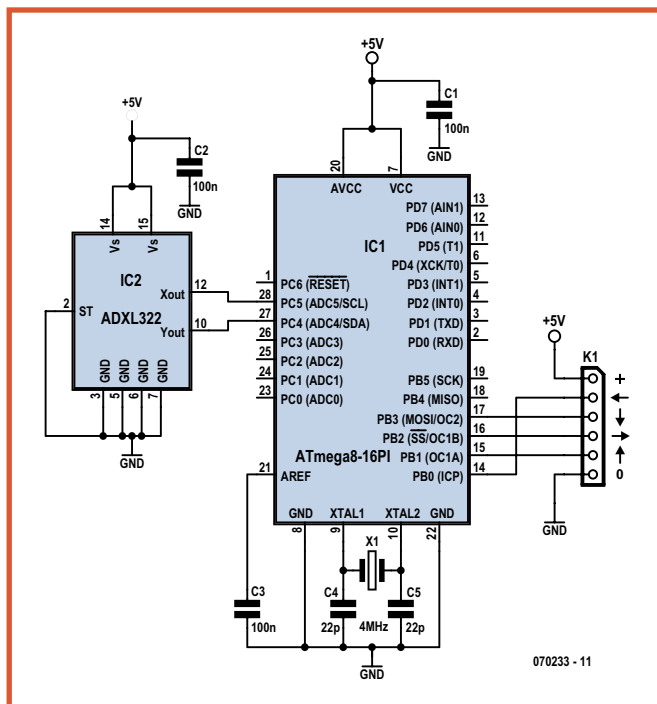 +5V
C1
100n
GND
+5V
C2
100n
GND
20
7
AVCC
VCC
14
15
Vs
Vs
IC2
ADXL322
2
ST
12
Xout
10
Yout
GND
GND
GND
GND
3
5
6
7
GND
IC1
ATmega8-16PI
1
PC6 (RESET)
28
PC5 (ADC5/SCL)
27
PC4 (ADC4/SDA)
26
PC3 (ADC3)
25
PC2 (ADC2)
24
PC1 (ADC1)
23
PC0 (ADC0)
21
AREF
PD7 (AIN1)
13
PD6 (AIN0)
12
PD5 (T1)
11
PD4 (XCK/T0)
6
PD3 (INT1)
5
PD2 (INT0)
4
PD1 (TXD)
3
PD0 (RXD)
2
PB5 (SCK)
19
PB4 (MISO)
18
PB3 (MOSI/OC2)
17
PB2 (SS/OC1B)
16
PB1 (OC1A)
15
PB0 (ICP)
14
GND
XTAL1
XTAL2
GND
8
9
10
22
+5V
K1
+
←
↓
→
↑
0
GND
X1
4MHz
C3
100n
C4
22p
C5
22p
GND
070233 - 11